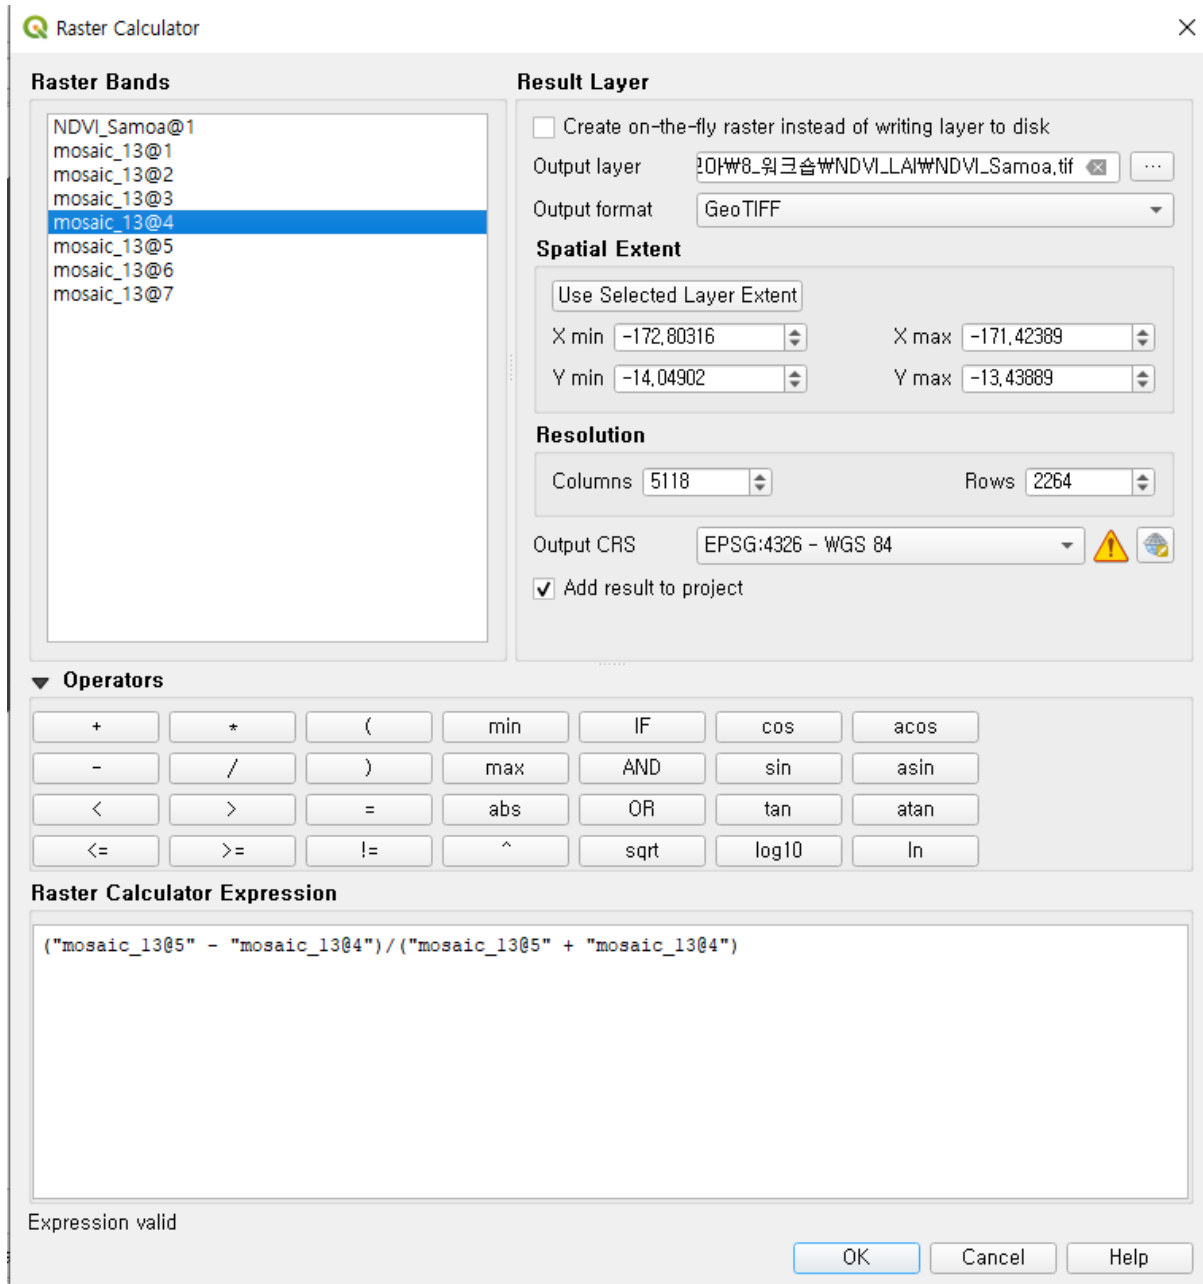 Raster Calculator
Raster Bands
NDVI_Samoa@1
mosaic_13@1
mosaic_13@2
mosaic_13@3
mosaic_13@4
mosaic_13@5
mosaic_13@6
mosaic_13@7
Result Layer
Create on-the-fly raster instead of writing layer to disk
Output layer ₩8_워크숍₩NDVI_LAI₩NDVI_Samoa.tif ...
Output format GeoTIFF
Spatial Extent
Use Selected Layer Extent
X min -172,80316 X max -171,42389
Y min -14,04902 Y max -13,43889
Resolution
Columns 5118 Rows 2264
Output CRS EPSG:4326 - WGS 84
Add result to project
Operators
+ * ( min IF cos acos
- / ) max AND sin asin
< > = abs OR tan atan
<= >= != ^ sqrt log10 ln
Raster Calculator Expression
("mosaic_13@5" - "mosaic_13@4")/("mosaic_13@5" + "mosaic_13@4")
Expression valid
OK Cancel Help